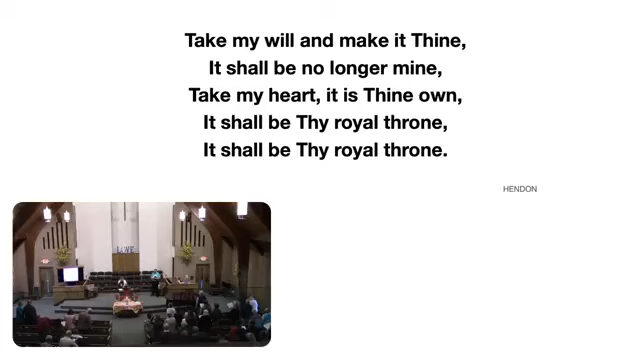 Take my will and make it Thine,
It shall be no longer mine,
Take my heart, it is Thine own,
It shall be Thy royal throne,
It shall be Thy royal throne.
HENDON
LOVE